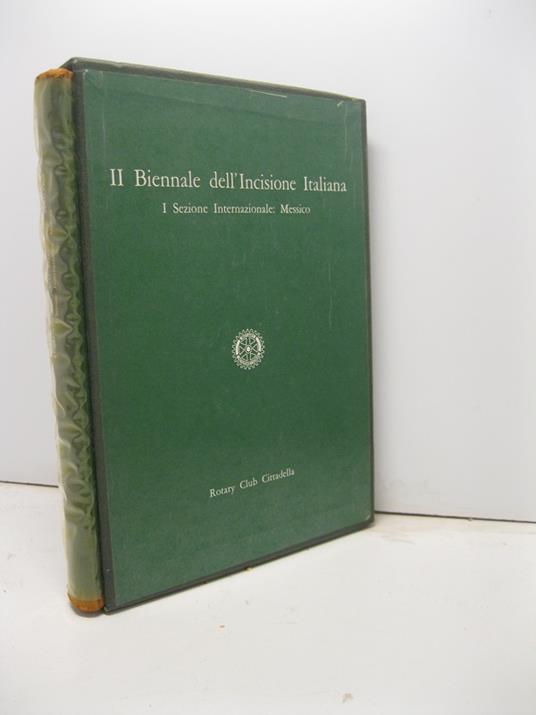 II Biennale dell'Incisione Italiana
I Sezione Internazionale: Messico
Rotary Club Cittadella